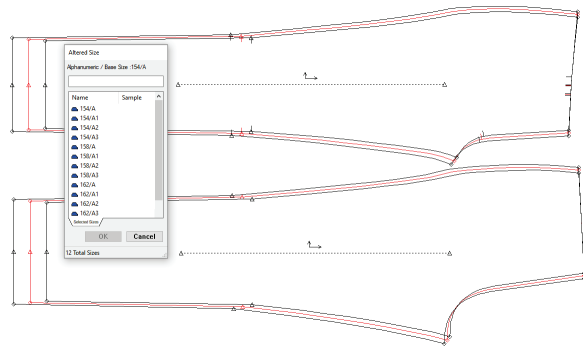 Altered Size
Alphanumeric / Base Size :154/A
Name Sample
154/A
154/A1
154/A2
154/A3
158/A
158/A1
158/A2
158/A3
162/A
162/A1
162/A2
162/A3
Selected Sizes
OK Cancel
12 Total Sizes